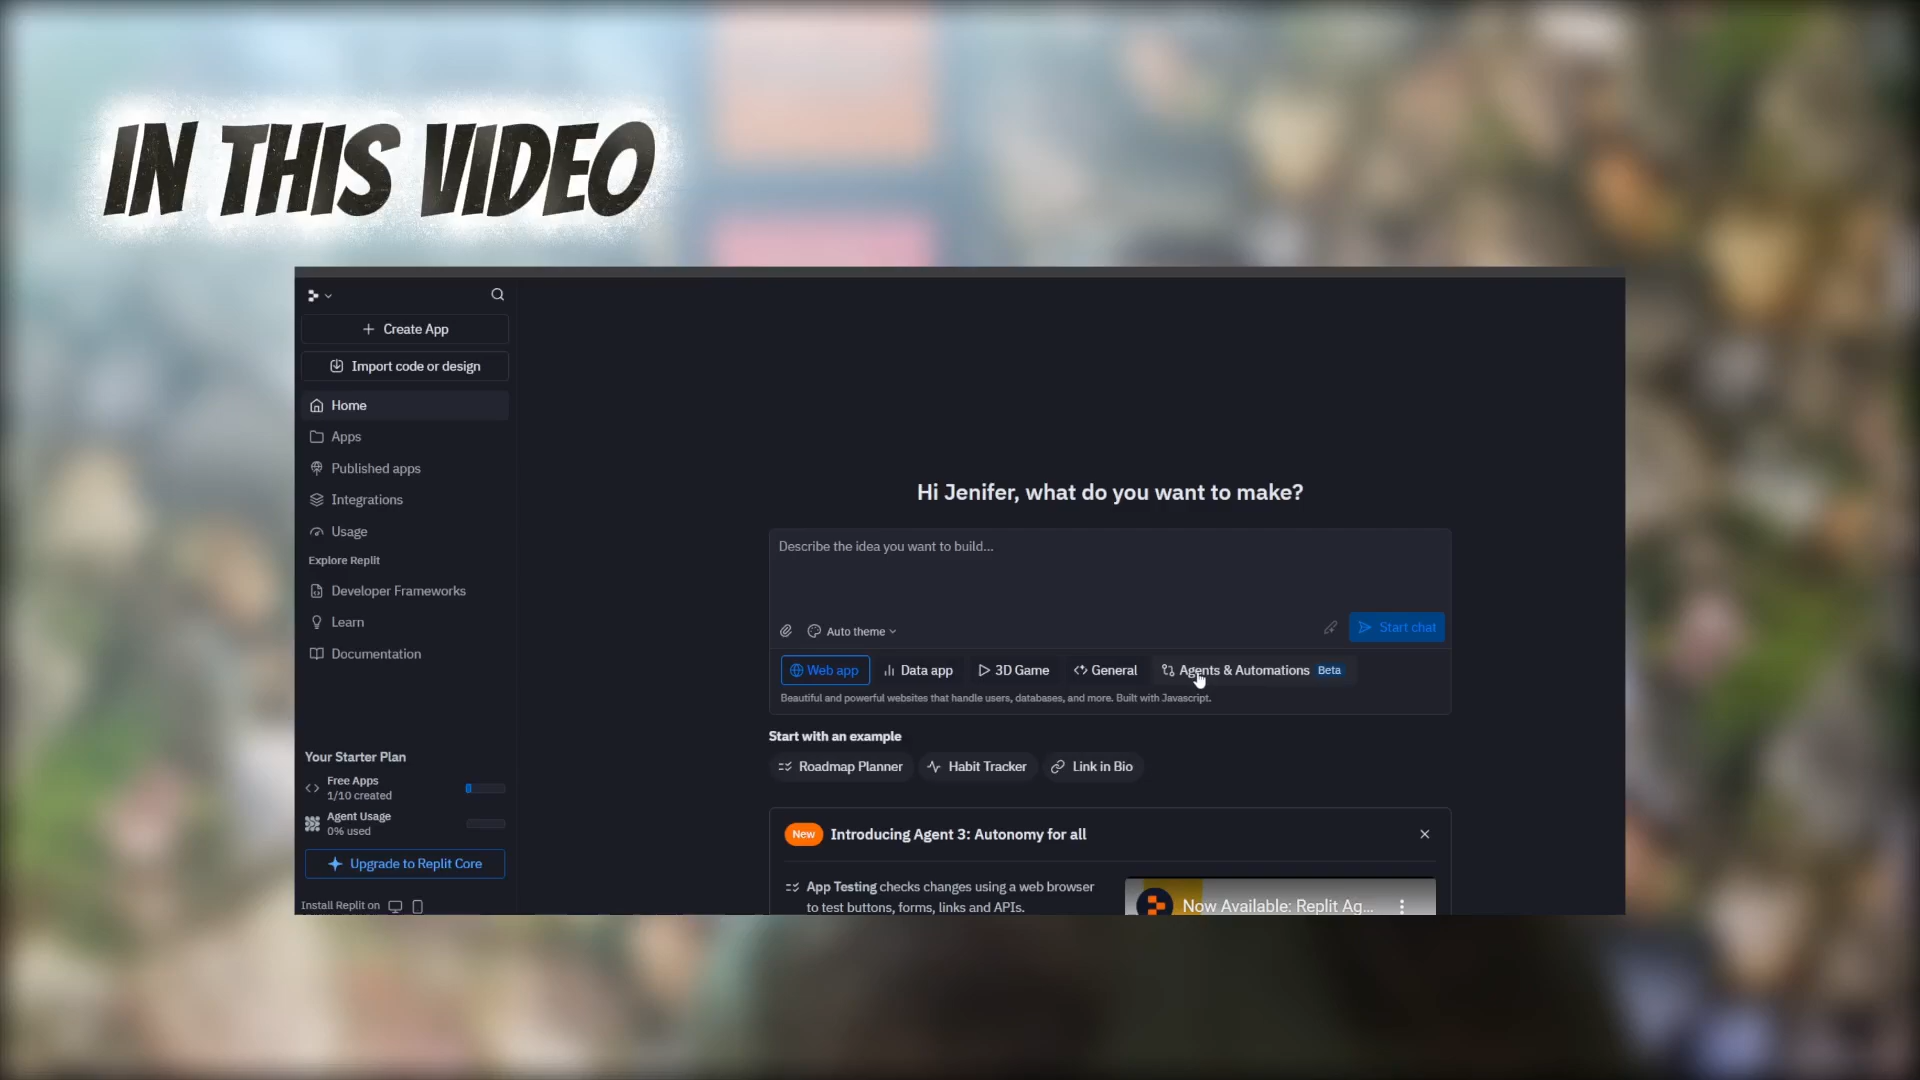 IN THIS VIDEO
Create App
Import code or design
Home
Apps
Published apps
Integrations
Usage
Explore Replit
Developer Frameworks
Learn
Documentation
Your Starter Plan
Free Apps
1/10 created
Agent Usage
0% used
Upgrade to Replit Core
Install Replit on
Hi Jenifer, what do you want to make?
Describe the idea you want to build...
Auto theme
Start chat
Web app Data app 3D Game General Agents & Automations Beta
Beautiful and powerful websites that handle users, databases, and more. Built with Javascript.
Start with an example
Roadmap Planner Habit Tracker Link in Bio
New Introducing Agent 3: Autonomy for all
App Testing checks changes using a web browser
to test buttons, forms, links and APIs.
Now Available: Replit Ag...